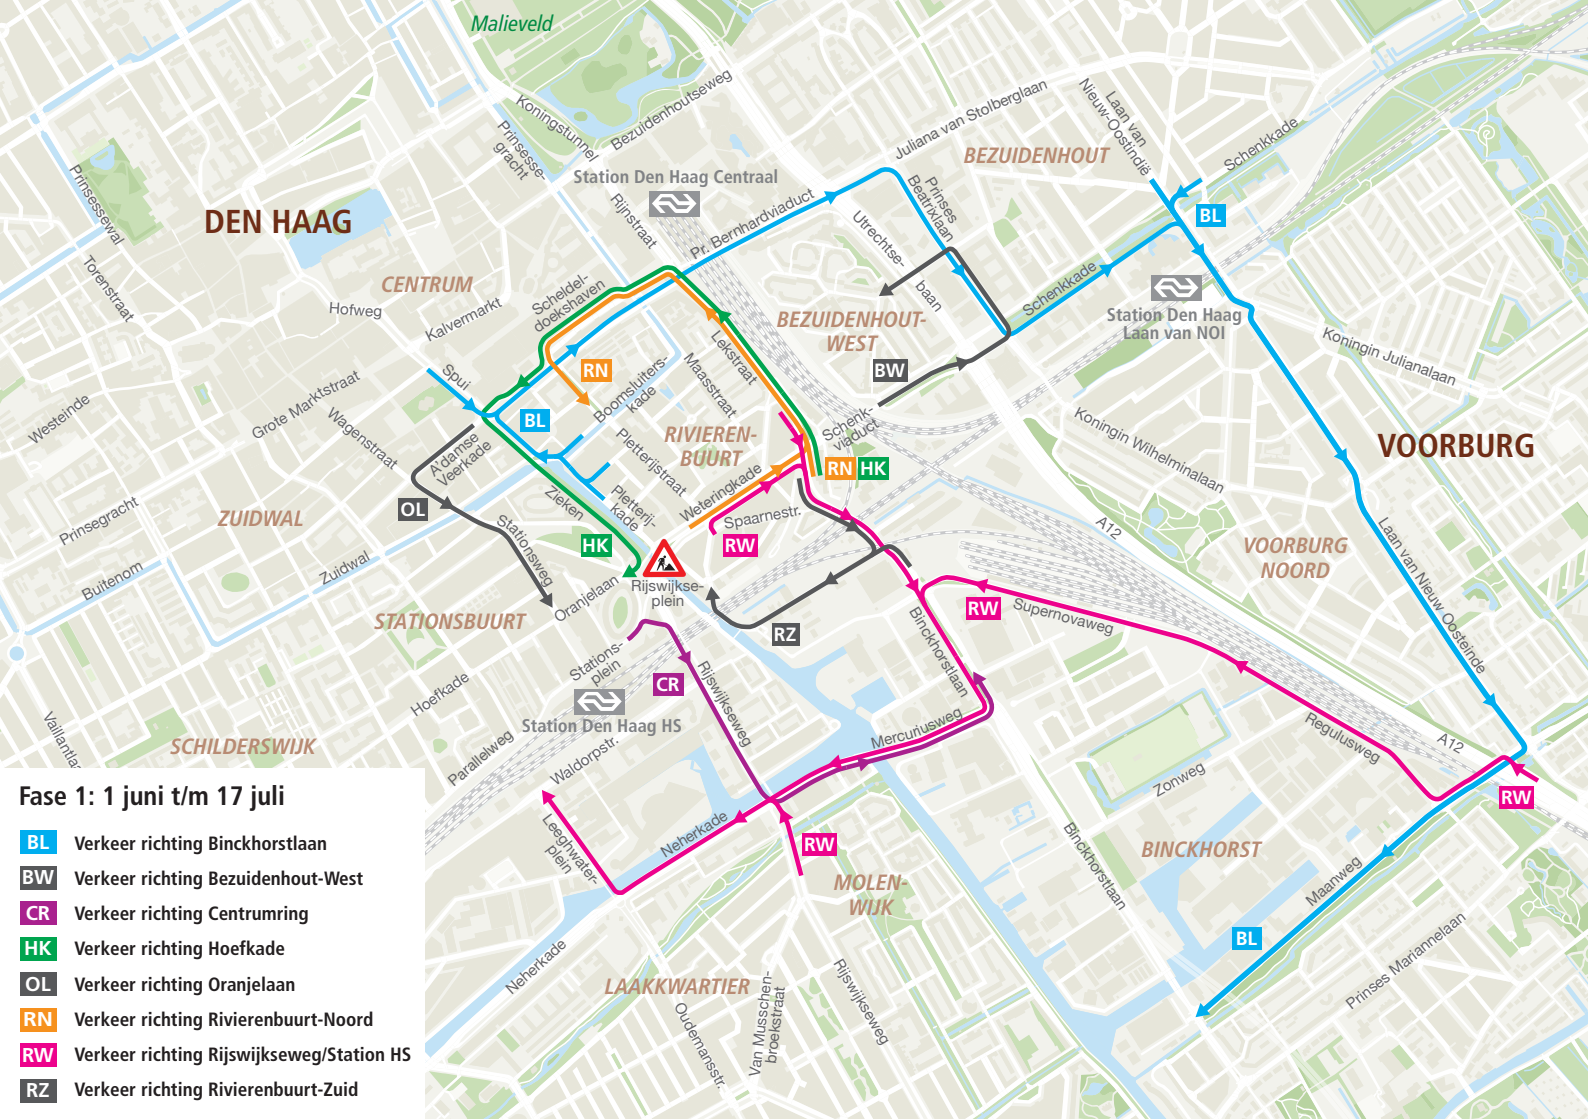 Malieveld
Koningstunnel
Bezuidenhoutseweg
Prinsesse-
gracht
Juliana van Stolberglaan
Laan van
Nieuw-Oostindië
Schenkkade
BEZUIDENHOUT
Station Den Haag Centraal
Prinsessewal
DEN HAAG
Rijnstraat
Pr. Bernhardviaduct
Prinses
Beatrixlaan
Utrechtse-
baan
BL
Torenstraat
CENTRUM
Hofweg
Kalvermarkt
Scheldel-
doekshaven
Schenkkade
Station Den Haag
Laan van NOI
BEZUIDENHOUT-
WEST
Koningin Julianalaan
Lekstraat
Maasstraat
RN
BW
Spui
Boomsluiters-
kade
Grote Marktstraat
Westeinde
Wagenstraat
BL
A'damse
Veerkade
RIVIEREN-
BUURT
Schenk-
viaduct
Koningin Wilhelminalaan
VOORBURG
RN
HK
Pletterijstraat
Pletterij-
kade
Weteringkade
Zieken
OL
Prinsegracht
ZUIDWAL
Spaarnestr.
Stationsweg
HK
RW
A12
VOORBURG
NOORD
Laan van Nieuw Oosteinde
Buitenom
Zuidwal
Oranjelaan
Rijswijkse-
plein
STATIONSBUURT
RZ
RW
Supernovaweg
Binckhorstlaan
Stations-
plein
CR
Rijswijkseweg
Hoefkade
Station Den Haag HS
Mercuriusweg
Vaillantlaa
SCHILDERSWIJK
Parallelweg
Waldorpstr.
Regulusweg
A12
Zonweg
RW
Leeghwater-
plein
Neherkade
RW
Binckhorstlaan
BINCKHORST
MOLEN-
WIJK
Maanweg
BL
Prinses Mariannelaan
Neherkade
LAAKKWARTIER
Oudemansstr.
Van Musschen-
broekstraat
Rijswijkseweg
Fase 1: 1 juni t/m 17 juli
BL Verkeer richting Binckhorstlaan
BW Verkeer richting Bezuidenhout-West
CR Verkeer richting Centrumring
HK Verkeer richting Hoefkade
OL Verkeer richting Oranjelaan
RN Verkeer richting Rivierenbuurt-Noord
RW Verkeer richting Rijswijkseweg/Station HS
RZ Verkeer richting Rivierenbuurt-Zuid